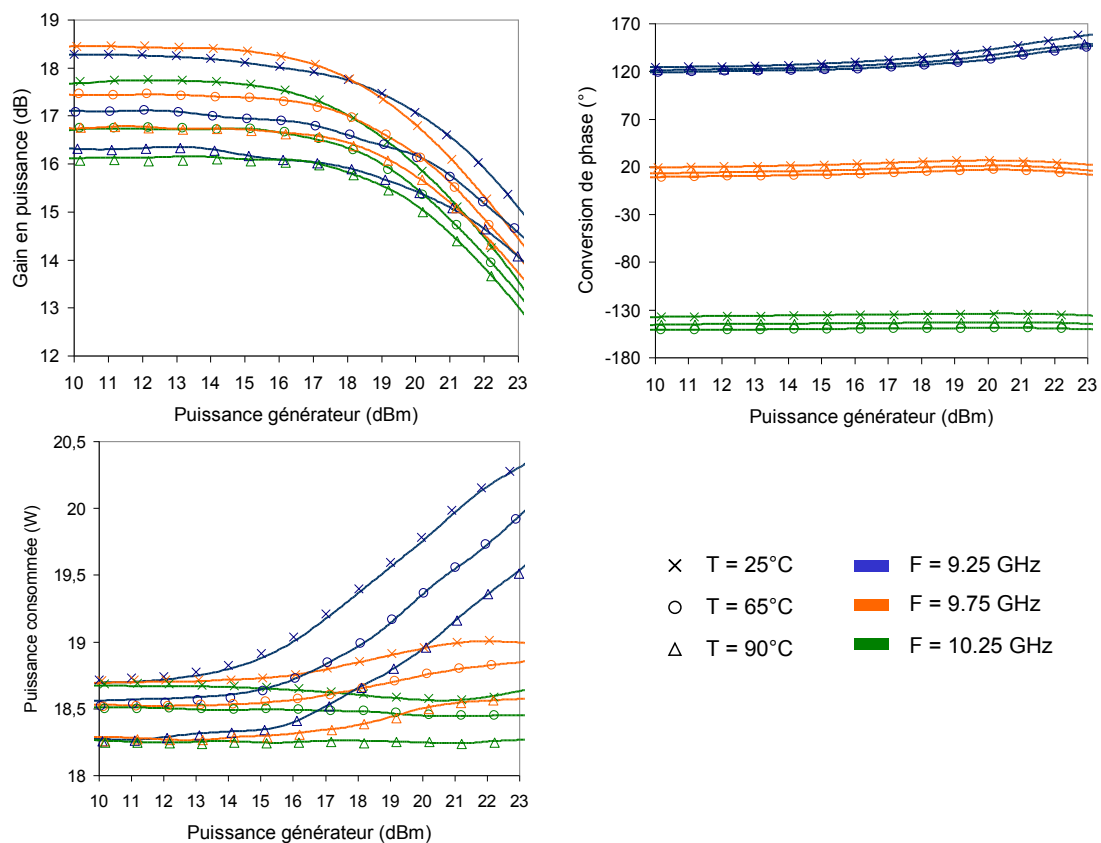 19
18
17
16
15
14
13
12
Gain en puissance (dB)
10 11 12 13 14 15 16 17 18 19 20 21 22 23
Puissance générateur (dBm)
170
120
70
20
-30
-80
-130
-180
Conversion de phase (°)
10 11 12 13 14 15 16 17 18 19 20 21 22 23
Puissance générateur (dBm)
20,5
20
19,5
19
18,5
18
Puissance consommée (W)
10 11 12 13 14 15 16 17 18 19 20 21 22 23
Puissance générateur (dBm)
T = 25°C F = 9.25 GHz
T = 65°C F = 9.75 GHz
T = 90°C F = 10.25 GHz